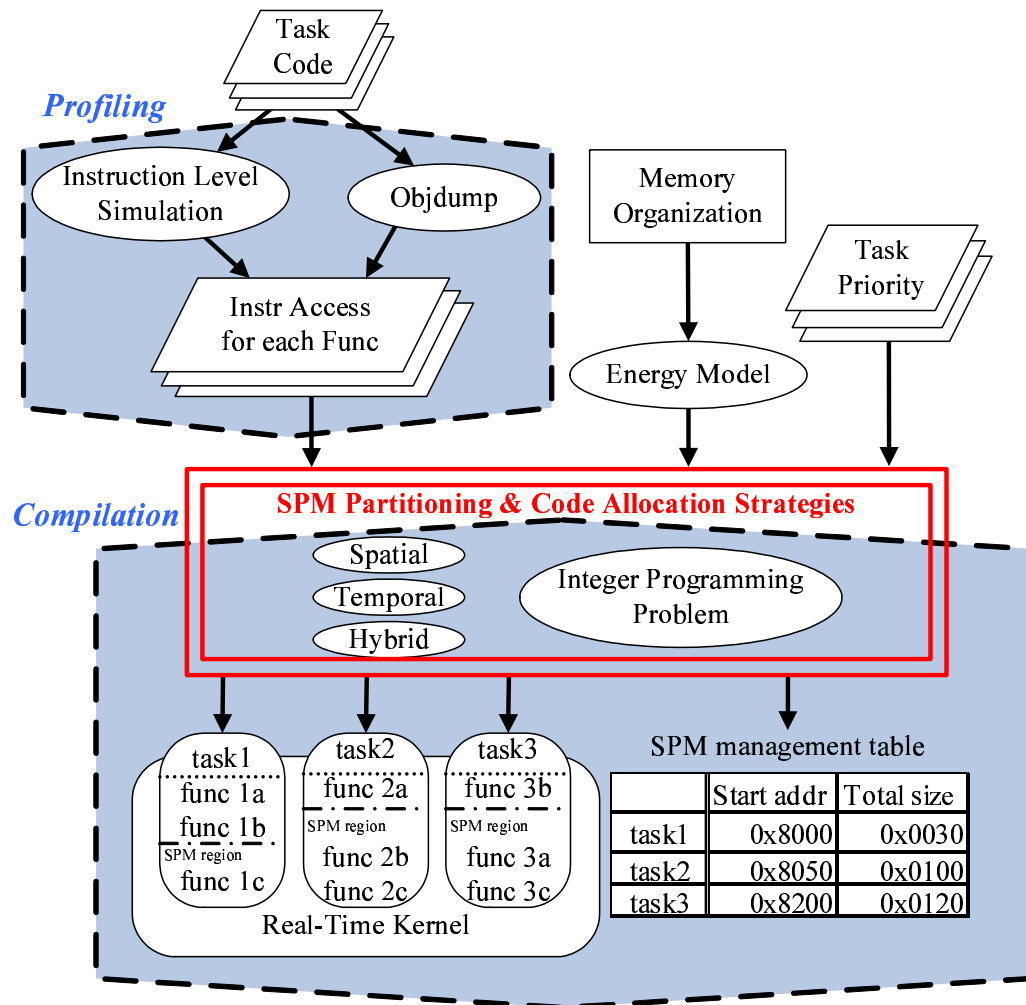 Task
Code
Profiling
Instruction Level
Simulation
Objdump
Memory
Organization
Task
Priority
Instr Access
for each Func
Energy Model
SPM Partitioning & Code Allocation Strategies
Compilation
Spatial
Temporal
Hybrid
Integer Programming
Problem
task1
func 1a
func 1b
SPM region
func 1c
task2
func 2a
SPM region
func 2b
func 2c
task3
func 3b
SPM region
func 3a
func 3c
Real-Time Kernel
SPM management table
Start addr Total size
task1 0x8000 0x0030
task2 0x8050 0x0100
task3 0x8200 0x0120